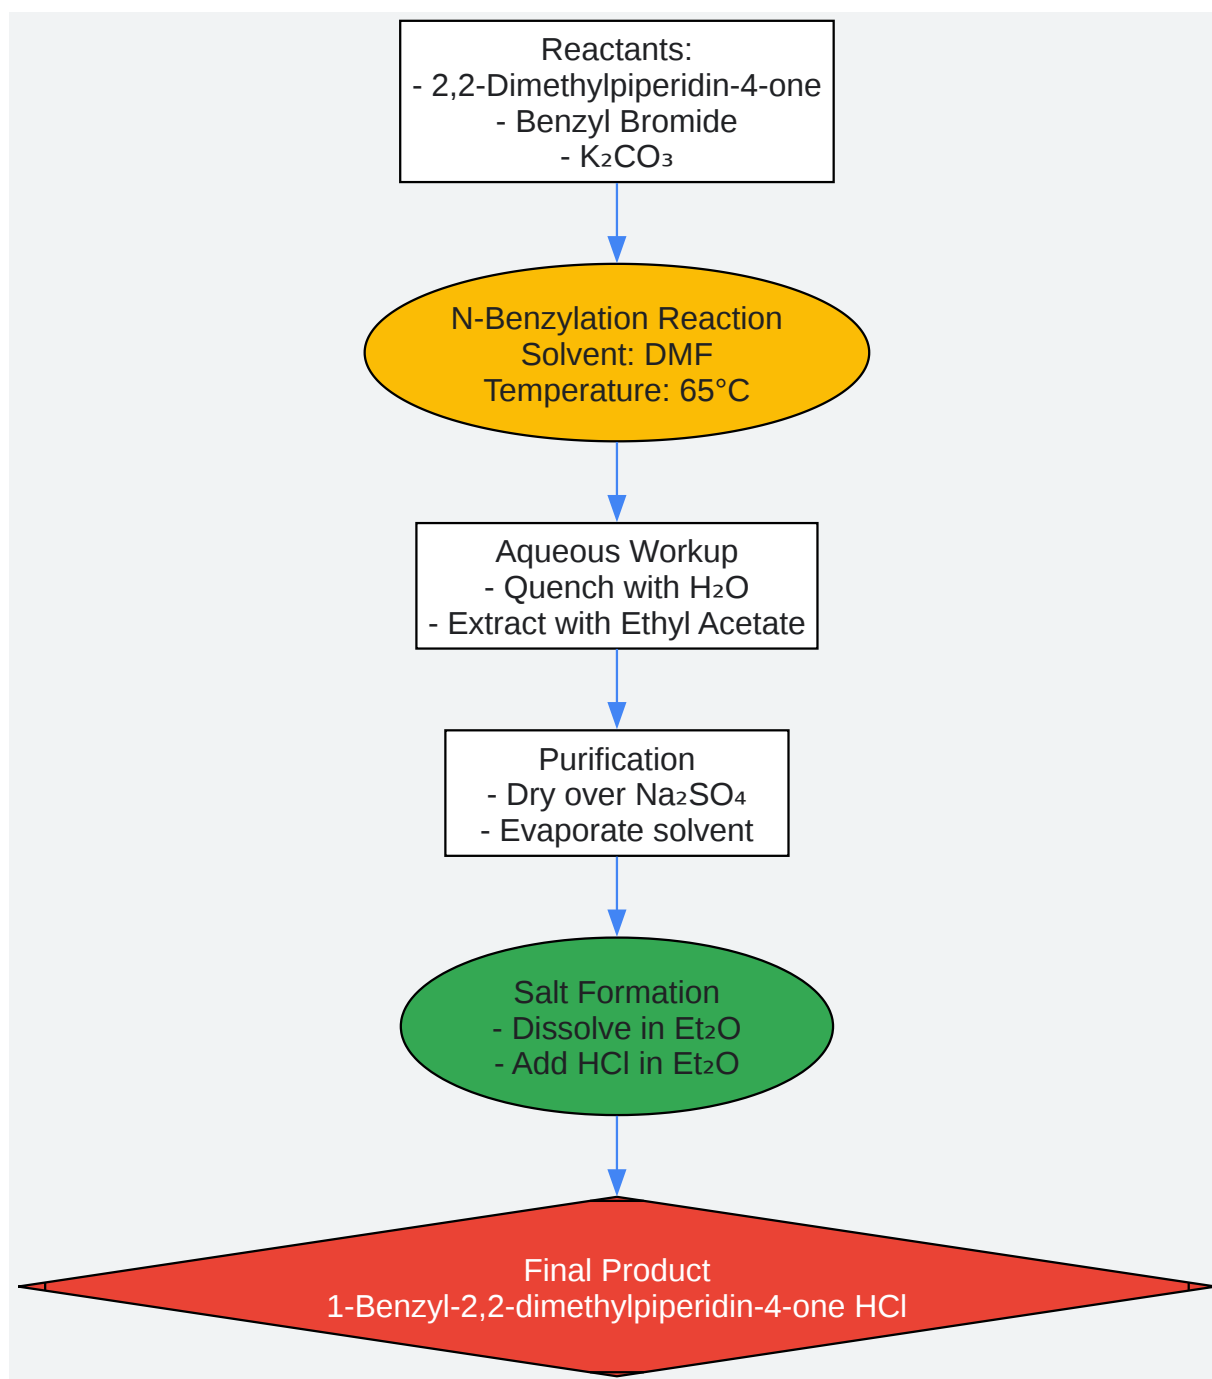 Reactants:
- 2,2-Dimethylpiperidin-4-one
- Benzyl Bromide
- K₂CO₃
N-Benzylation Reaction
Solvent: DMF
Temperature: 65°C
Aqueous Workup
- Quench with H₂O
- Extract with Ethyl Acetate
Purification
- Dry over Na₂SO₄
- Evaporate solvent
Salt Formation
- Dissolve in Et₂O
- Add HCl in Et₂O
Final Product
1-Benzyl-2,2-dimethylpiperidin-4-one HCl